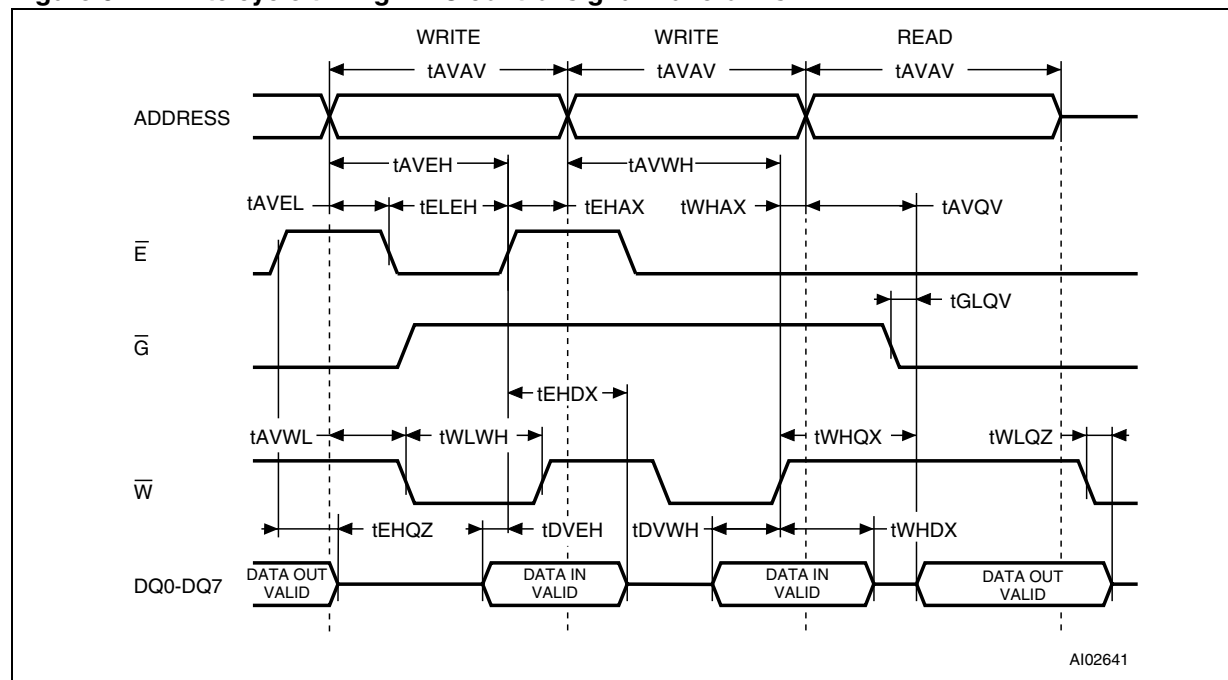 WRITE WRITE READ
tAVAV tAVAV tAVAV
ADDRESS
tAVEH tAVWH
tAVEL tELEH tEHAX tWHAX tAVQV
E
tGLQV
G
tEHDX
tAVWL tWLWH tWHQX tWLQZ
W
tEHQZ tDVEH tDVWH tWHDX
DQ0-DQ7
DATA OUT
VALID
DATA IN
VALID
DATA IN
VALID
DATA OUT
VALID
AI02641